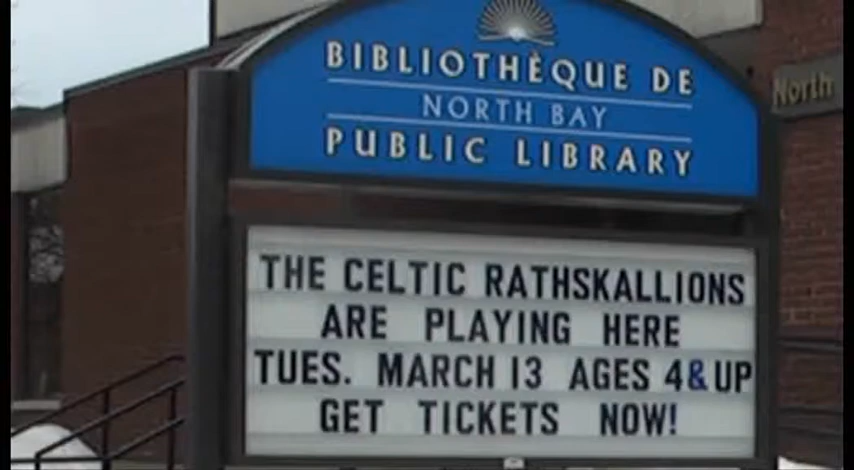 BIBLIOTHÈQUE DE
NORTH BAY
PUBLIC LIBRARY
North
THE CELTIC RATHSKALLIONS
ARE PLAYING HERE
TUES. MARCH 13 AGES 4&UP
GET TICKETS NOW!